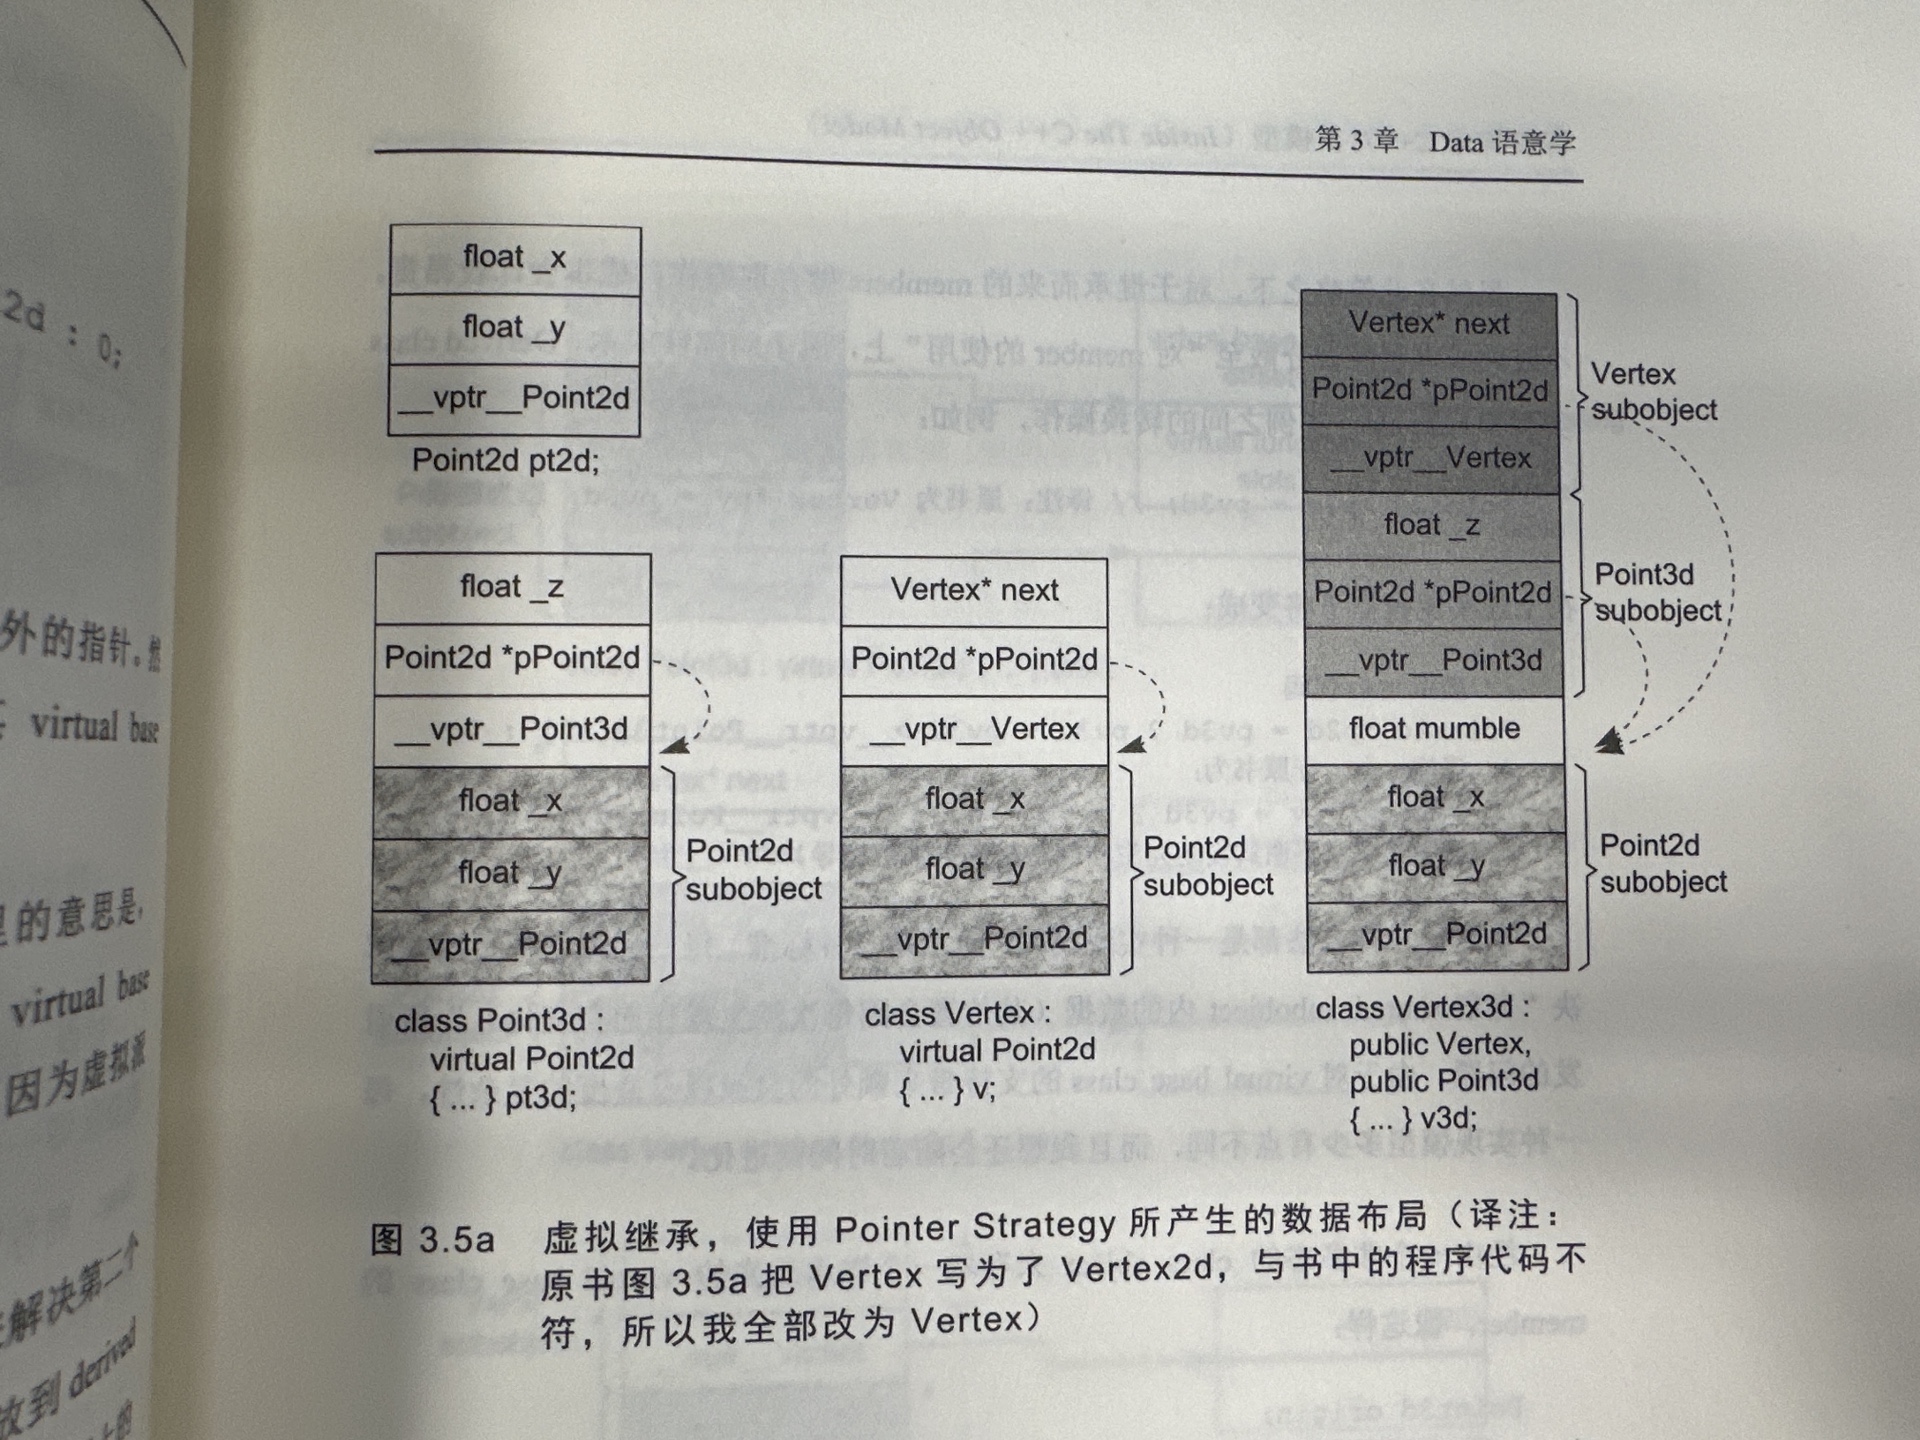 第 3 章 Data 语意学
float _x
float _y
__vptr__Point2d
Point2d pt2d;
float _z
Point2d *pPoint2d
__vptr__Point3d
float _x
float _y
__vptr__Point2d
Point2d
subobject
class Point3d :
virtual Point2d
{ ... } pt3d;
Vertex* next
Point2d *pPoint2d
__vptr__Vertex
float _x
float _y
__vptr__Point2d
Point2d
subobject
class Vertex :
virtual Point2d
{ ... } v;
Vertex* next
Point2d *pPoint2d
__vptr__Vertex
Vertex
subobject
float _z
Point2d *pPoint2d
__vptr__Point3d
Point3d
subobject
float mumble
float _x
float _y
__vptr__Point2d
Point2d
subobject
class Vertex3d :
public Vertex,
public Point3d
{ ... } v3d;
图 3.5a 虚拟继承，使用 Pointer Strategy 所产生的数据布局（译注：
原书图 3.5a 把 Vertex 写为了 Vertex2d，与书中的程序代码不
符，所以我全部改为 Vertex）
2d : 0;
外的指针。然
virtual base
的意思是，
virtual base
因为虚拟派
解决第二个
放到 derived